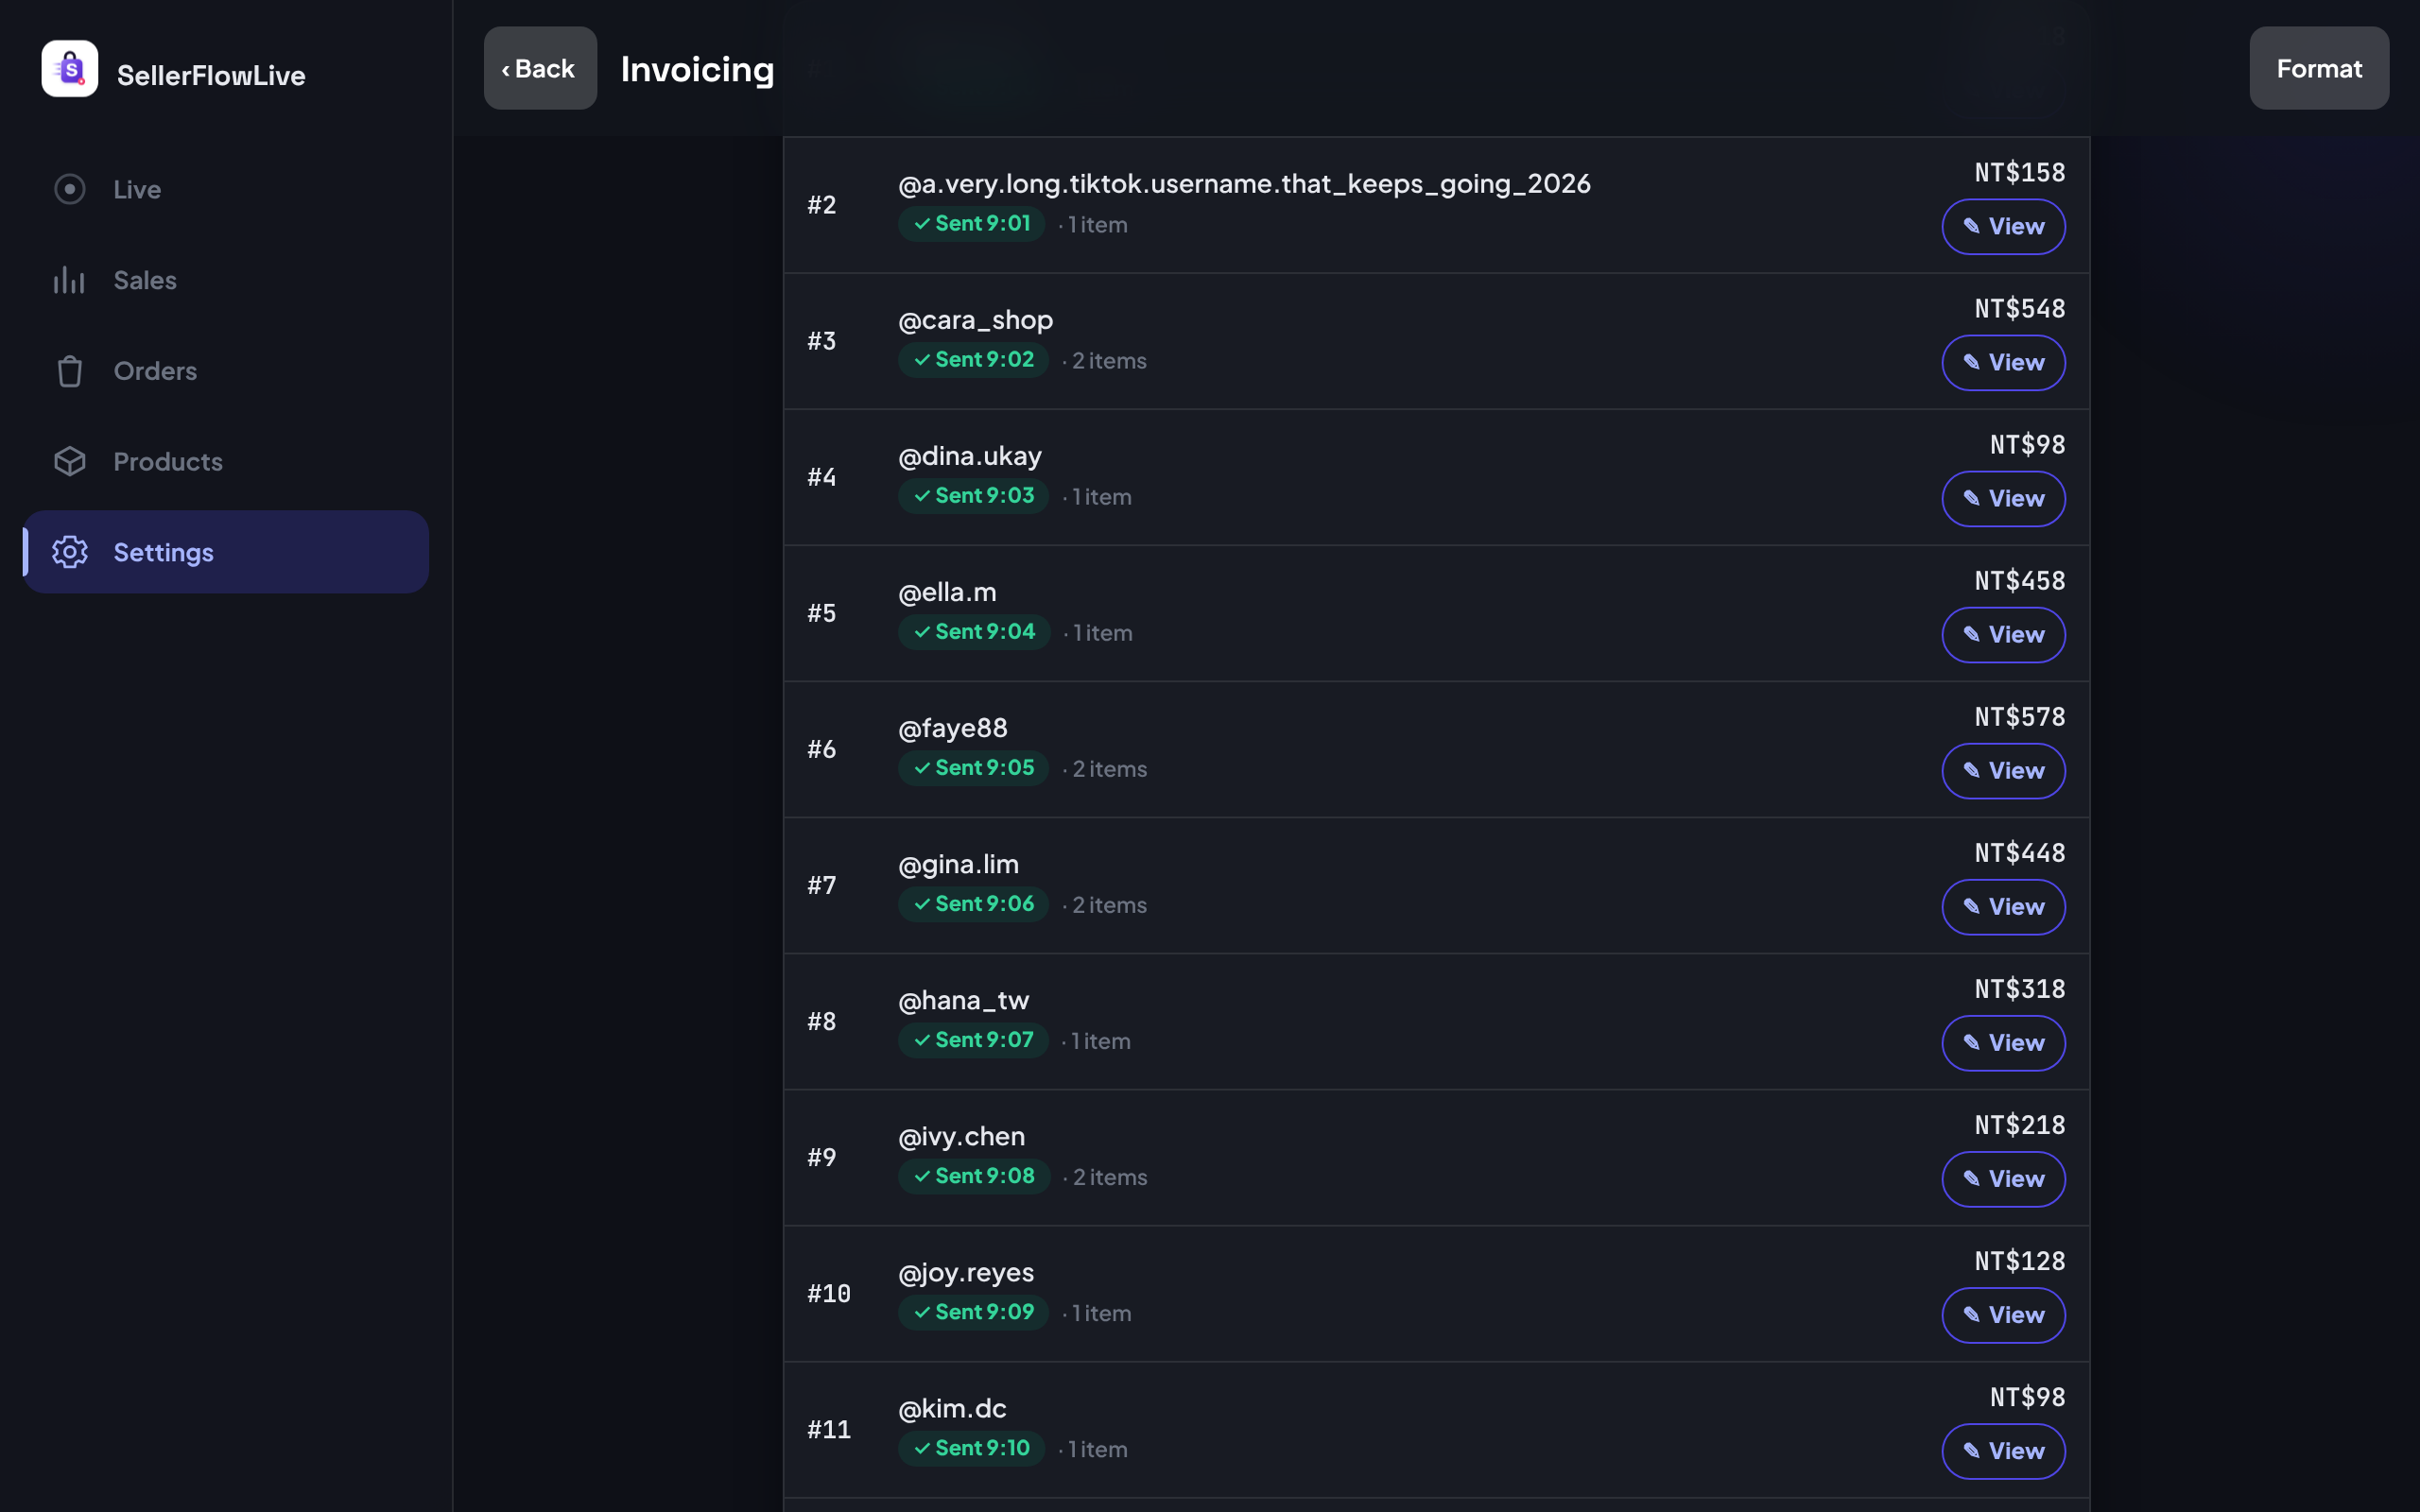 SellerFlowLive
Live
Sales
Orders
Products
Settings
‹ Back
Invoicing
Format
#2
@a.very.long.tiktok.username.that_keeps_going_2026
✓ Sent 9:01 · 1 item
NT$158
✎ View
#3
@cara_shop
✓ Sent 9:02 · 2 items
NT$548
✎ View
#4
@dina.ukay
✓ Sent 9:03 · 1 item
NT$98
✎ View
#5
@ella.m
✓ Sent 9:04 · 1 item
NT$458
✎ View
#6
@faye88
✓ Sent 9:05 · 2 items
NT$578
✎ View
#7
@gina.lim
✓ Sent 9:06 · 2 items
NT$448
✎ View
#8
@hana_tw
✓ Sent 9:07 · 1 item
NT$318
✎ View
#9
@ivy.chen
✓ Sent 9:08 · 2 items
NT$218
✎ View
#10
@joy.reyes
✓ Sent 9:09 · 1 item
NT$128
✎ View
#11
@kim.dc
✓ Sent 9:10 · 1 item
NT$98
✎ View